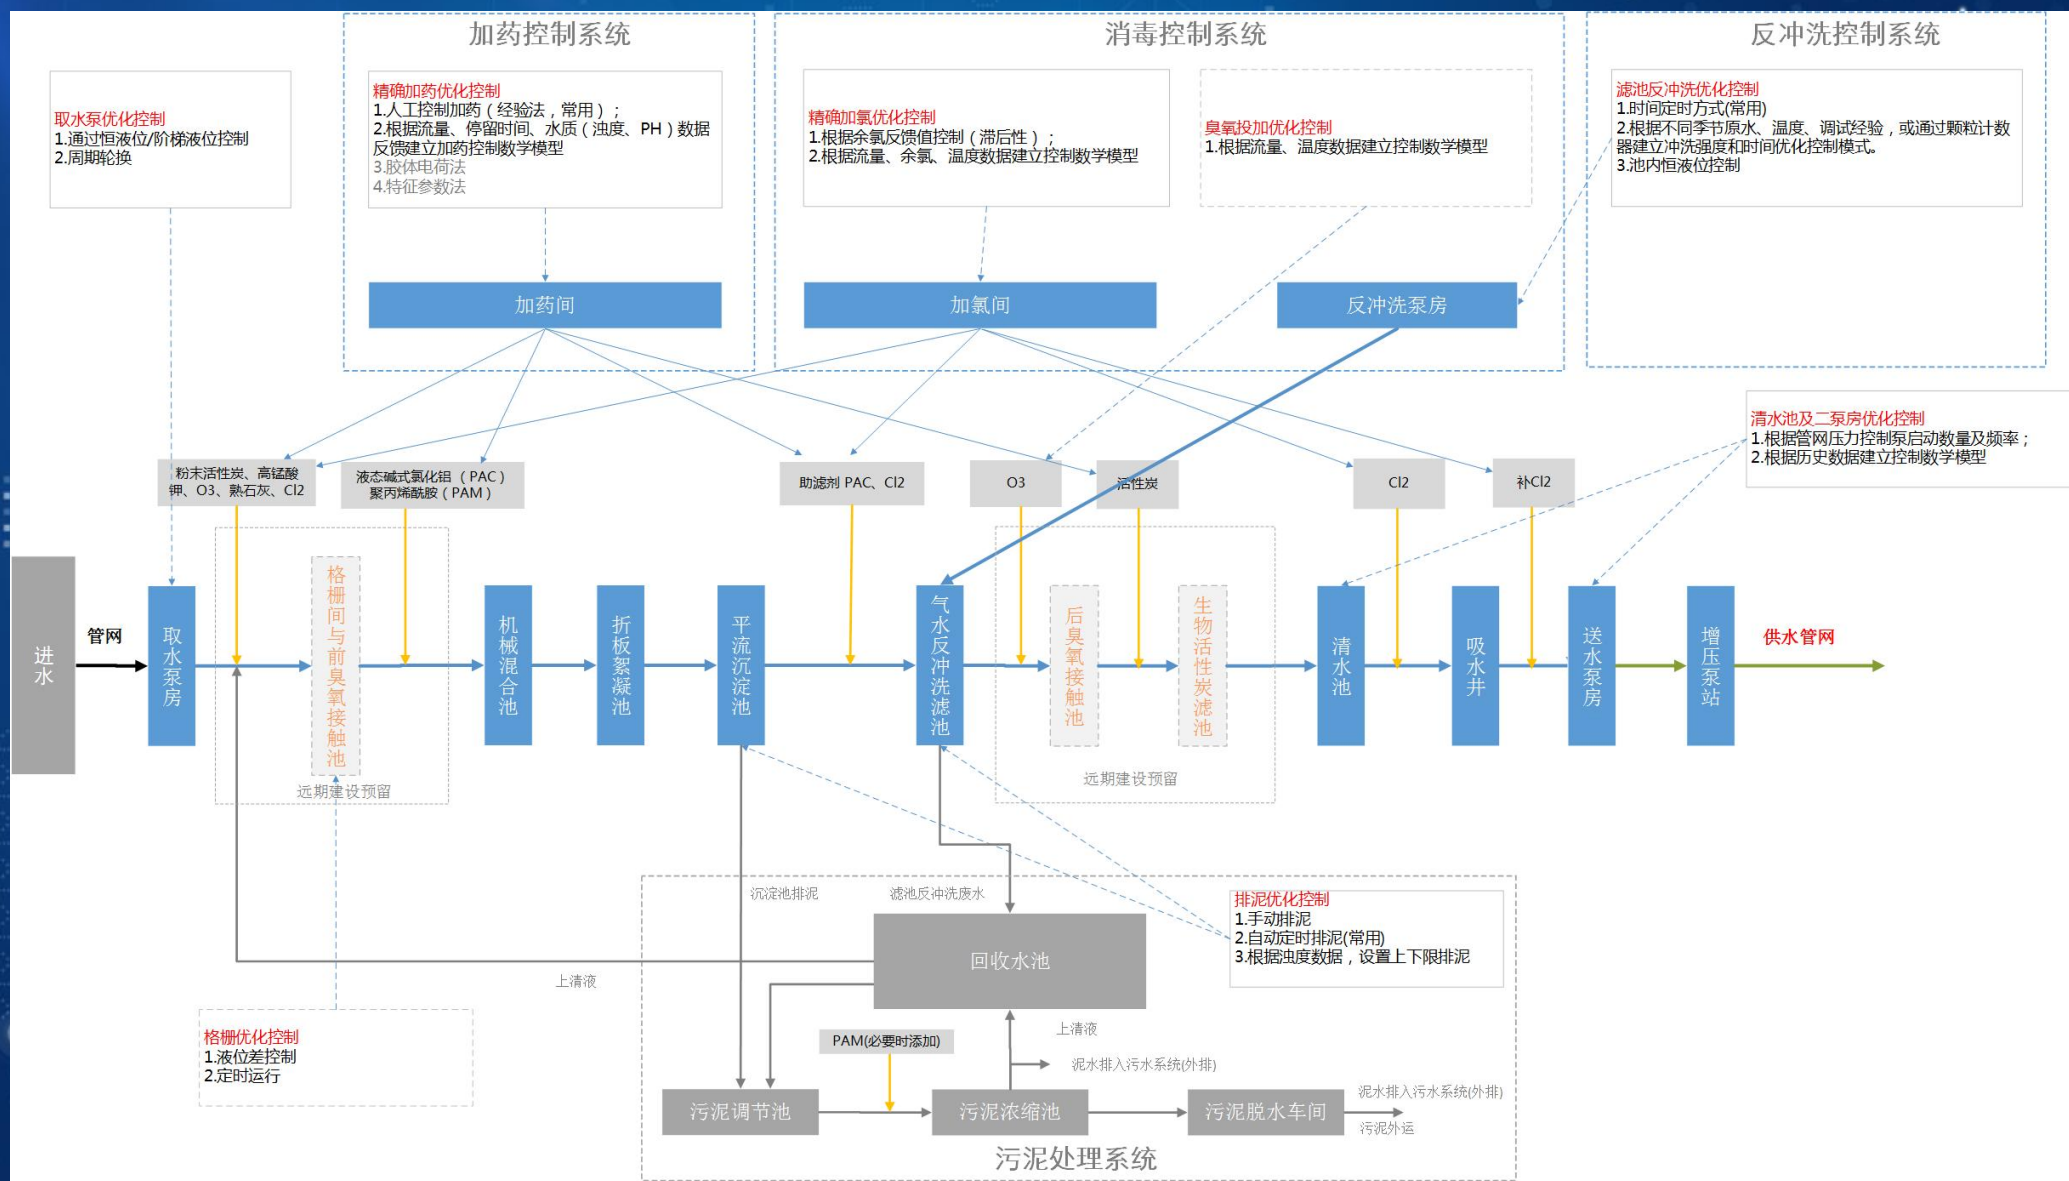 加药控制系统
消毒控制系统
反冲洗控制系统
取水泵优化控制
1.通过恒液位/阶梯液位控制
2.周期轮换
精确加药优化控制
1.人工控制加药（经验法，常用）；
2.根据流量、停留时间、水质（浊度、PH）数据
反馈建立加药控制数学模型
3.胶体电荷法
4.特征参数法
精确加氯优化控制
1.根据余氯反馈值控制（滞后性）；
2.根据流量、余氯、温度数据建立控制数学模型
臭氧投加优化控制
1.根据流量、温度数据建立控制数学模型
滤池反冲洗优化控制
1.时间定时方式(常用)
2.根据不同季节原水、温度、调试经验，或通过颗粒计数
器建立冲洗强度和时间优化控制模式。
3.池内恒液位控制
加药间
加氯间
反冲洗泵房
清水池及二泵房优化控制
1.根据管网压力控制泵启动数量及频率；
2.根据历史数据建立控制数学模型
粉末活性炭、高锰酸
钾、O3、熟石灰、Cl2
液态碱式氯化铝（PAC）
聚丙烯酰胺（PAM）
助滤剂 PAC、Cl2
O3
活性炭
Cl2
补Cl2
进水
管网
取水泵房
格栅间与前臭氧接触池
远期建设预留
机械混合池
折板絮凝池
平流沉淀池
气水反冲洗滤池
后臭氧接触池
生物活性炭滤池
远期建设预留
清水池
吸水井
送水泵房
增压泵站
供水管网
沉淀池排泥
滤池反冲洗废水
排泥优化控制
1.手动排泥
2.自动定时排泥(常用)
3.根据浊度数据，设置上下限排泥
回收水池
上清液
上清液
格栅优化控制
1.液位差控制
2.定时运行
PAM(必要时添加)
泥水排入污水系统(外排)
污泥调节池
污泥浓缩池
污泥脱水车间
泥水排入污水系统(外排)
污泥外运
污泥处理系统